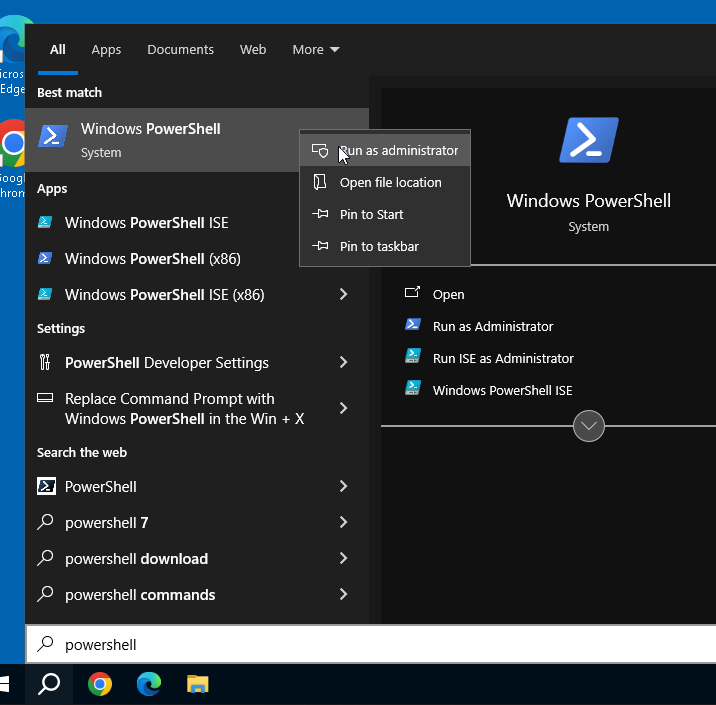 All Apps Documents Web More
Best match
Windows PowerShell
System
Run as administrator
Open file location
Pin to Start
Pin to taskbar
Apps
Windows PowerShell ISE
Windows PowerShell (x86)
Windows PowerShell ISE (x86)
Settings
PowerShell Developer Settings
Replace Command Prompt with
Windows PowerShell in the Win + X
Search the web
PowerShell
powershell 7
powershell download
powershell commands
powershell
Windows PowerShell
System
Open
Run as Administrator
Run ISE as Administrator
Windows PowerShell ISE
Edge